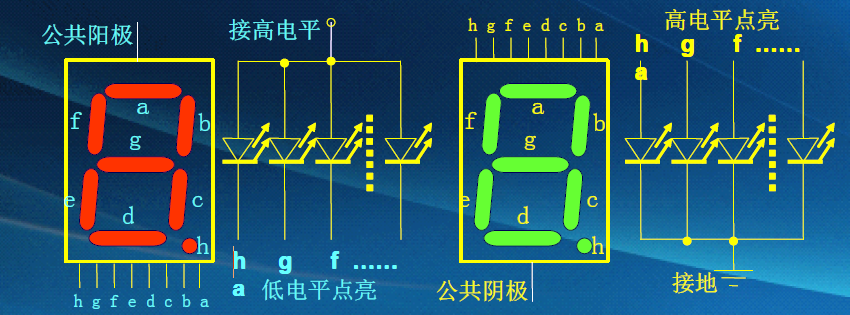 公共阳极
a
f
b
g
e
c
d
h
h g f e d c b a
接高电平
h g f ......
a 低电平点亮
h g f e d c b a
a
f
b
g
e
c
d
h
公共阴极
高电平点亮
h g f ......
a
接地